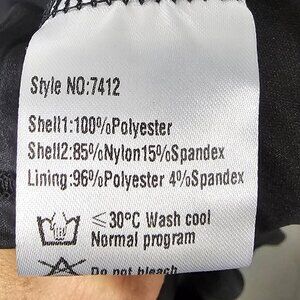 Style NO:7412
Shell1:100%Polyester
Shell2:85%Nylon15%Spandex
Lining:96%Polyester 4%Spandex
≤30°C Wash cool
Normal program
Do not bleach